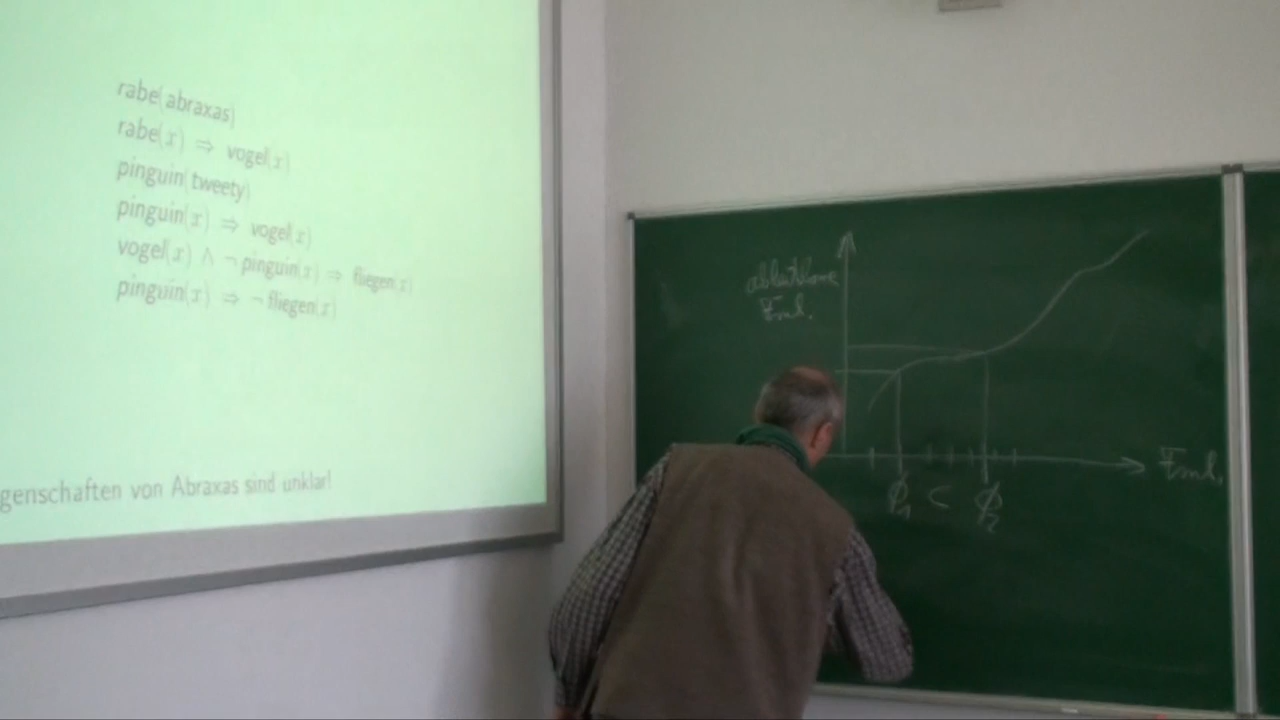 rabe(abraxas)
rabe(x) ⇒ vogel(x)
pinguin(tweety)
pinguin(x) ⇒ vogel(x)
vogel(x) ∧ ¬pinguin(x) ⇒ fliegen(x)
pinguin(x) ⇒ ¬fliegen(x)
genschaften von Abraxas sind unklar!
ableitbare
Fml.
Fml.
ϕ₁ ⊂ ϕ₂